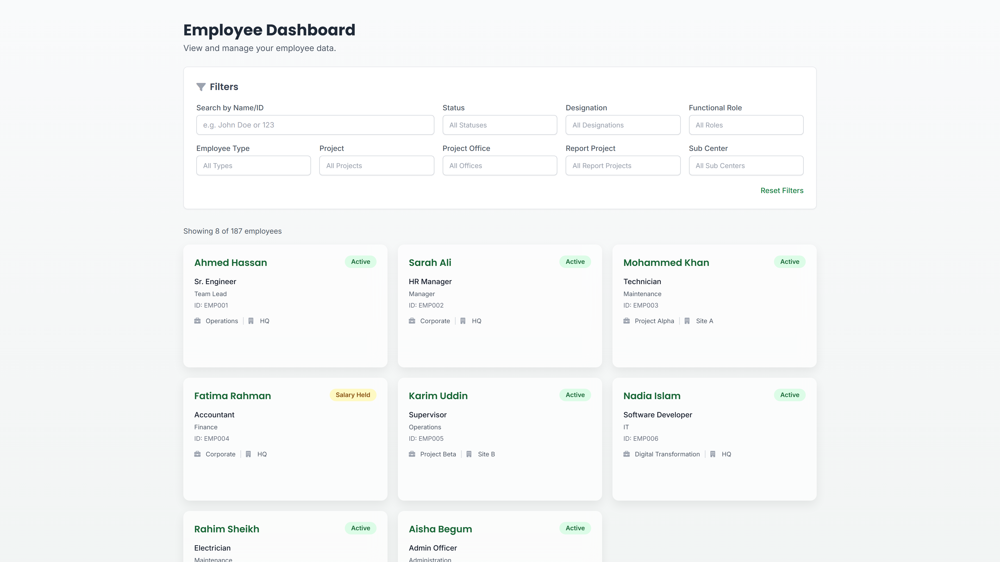 Employee Dashboard
View and manage your employee data.
Filters
Search by Name/ID
Status
Designation
Functional Role
e.g. John Doe or 123
All Statuses
All Designations
All Roles
Employee Type
Project
Project Office
Report Project
Sub Center
All Types
All Projects
All Offices
All Report Projects
All Sub Centers
Reset Filters
Showing 8 of 187 employees
Ahmed Hassan
Active
Sr. Engineer
Team Lead
ID: EMP001
Operations
HQ
Sarah Ali
Active
HR Manager
Manager
ID: EMP002
Corporate
HQ
Mohammed Khan
Active
Technician
Maintenance
ID: EMP003
Project Alpha
Site A
Fatima Rahman
Salary Held
Accountant
Finance
ID: EMP004
Corporate
HQ
Karim Uddin
Active
Supervisor
Operations
ID: EMP005
Project Beta
Site B
Nadia Islam
Active
Software Developer
IT
ID: EMP006
Digital Transformation
HQ
Rahim Sheikh
Active
Electrician
Maintenance
Aisha Begum
Active
Admin Officer
Administration